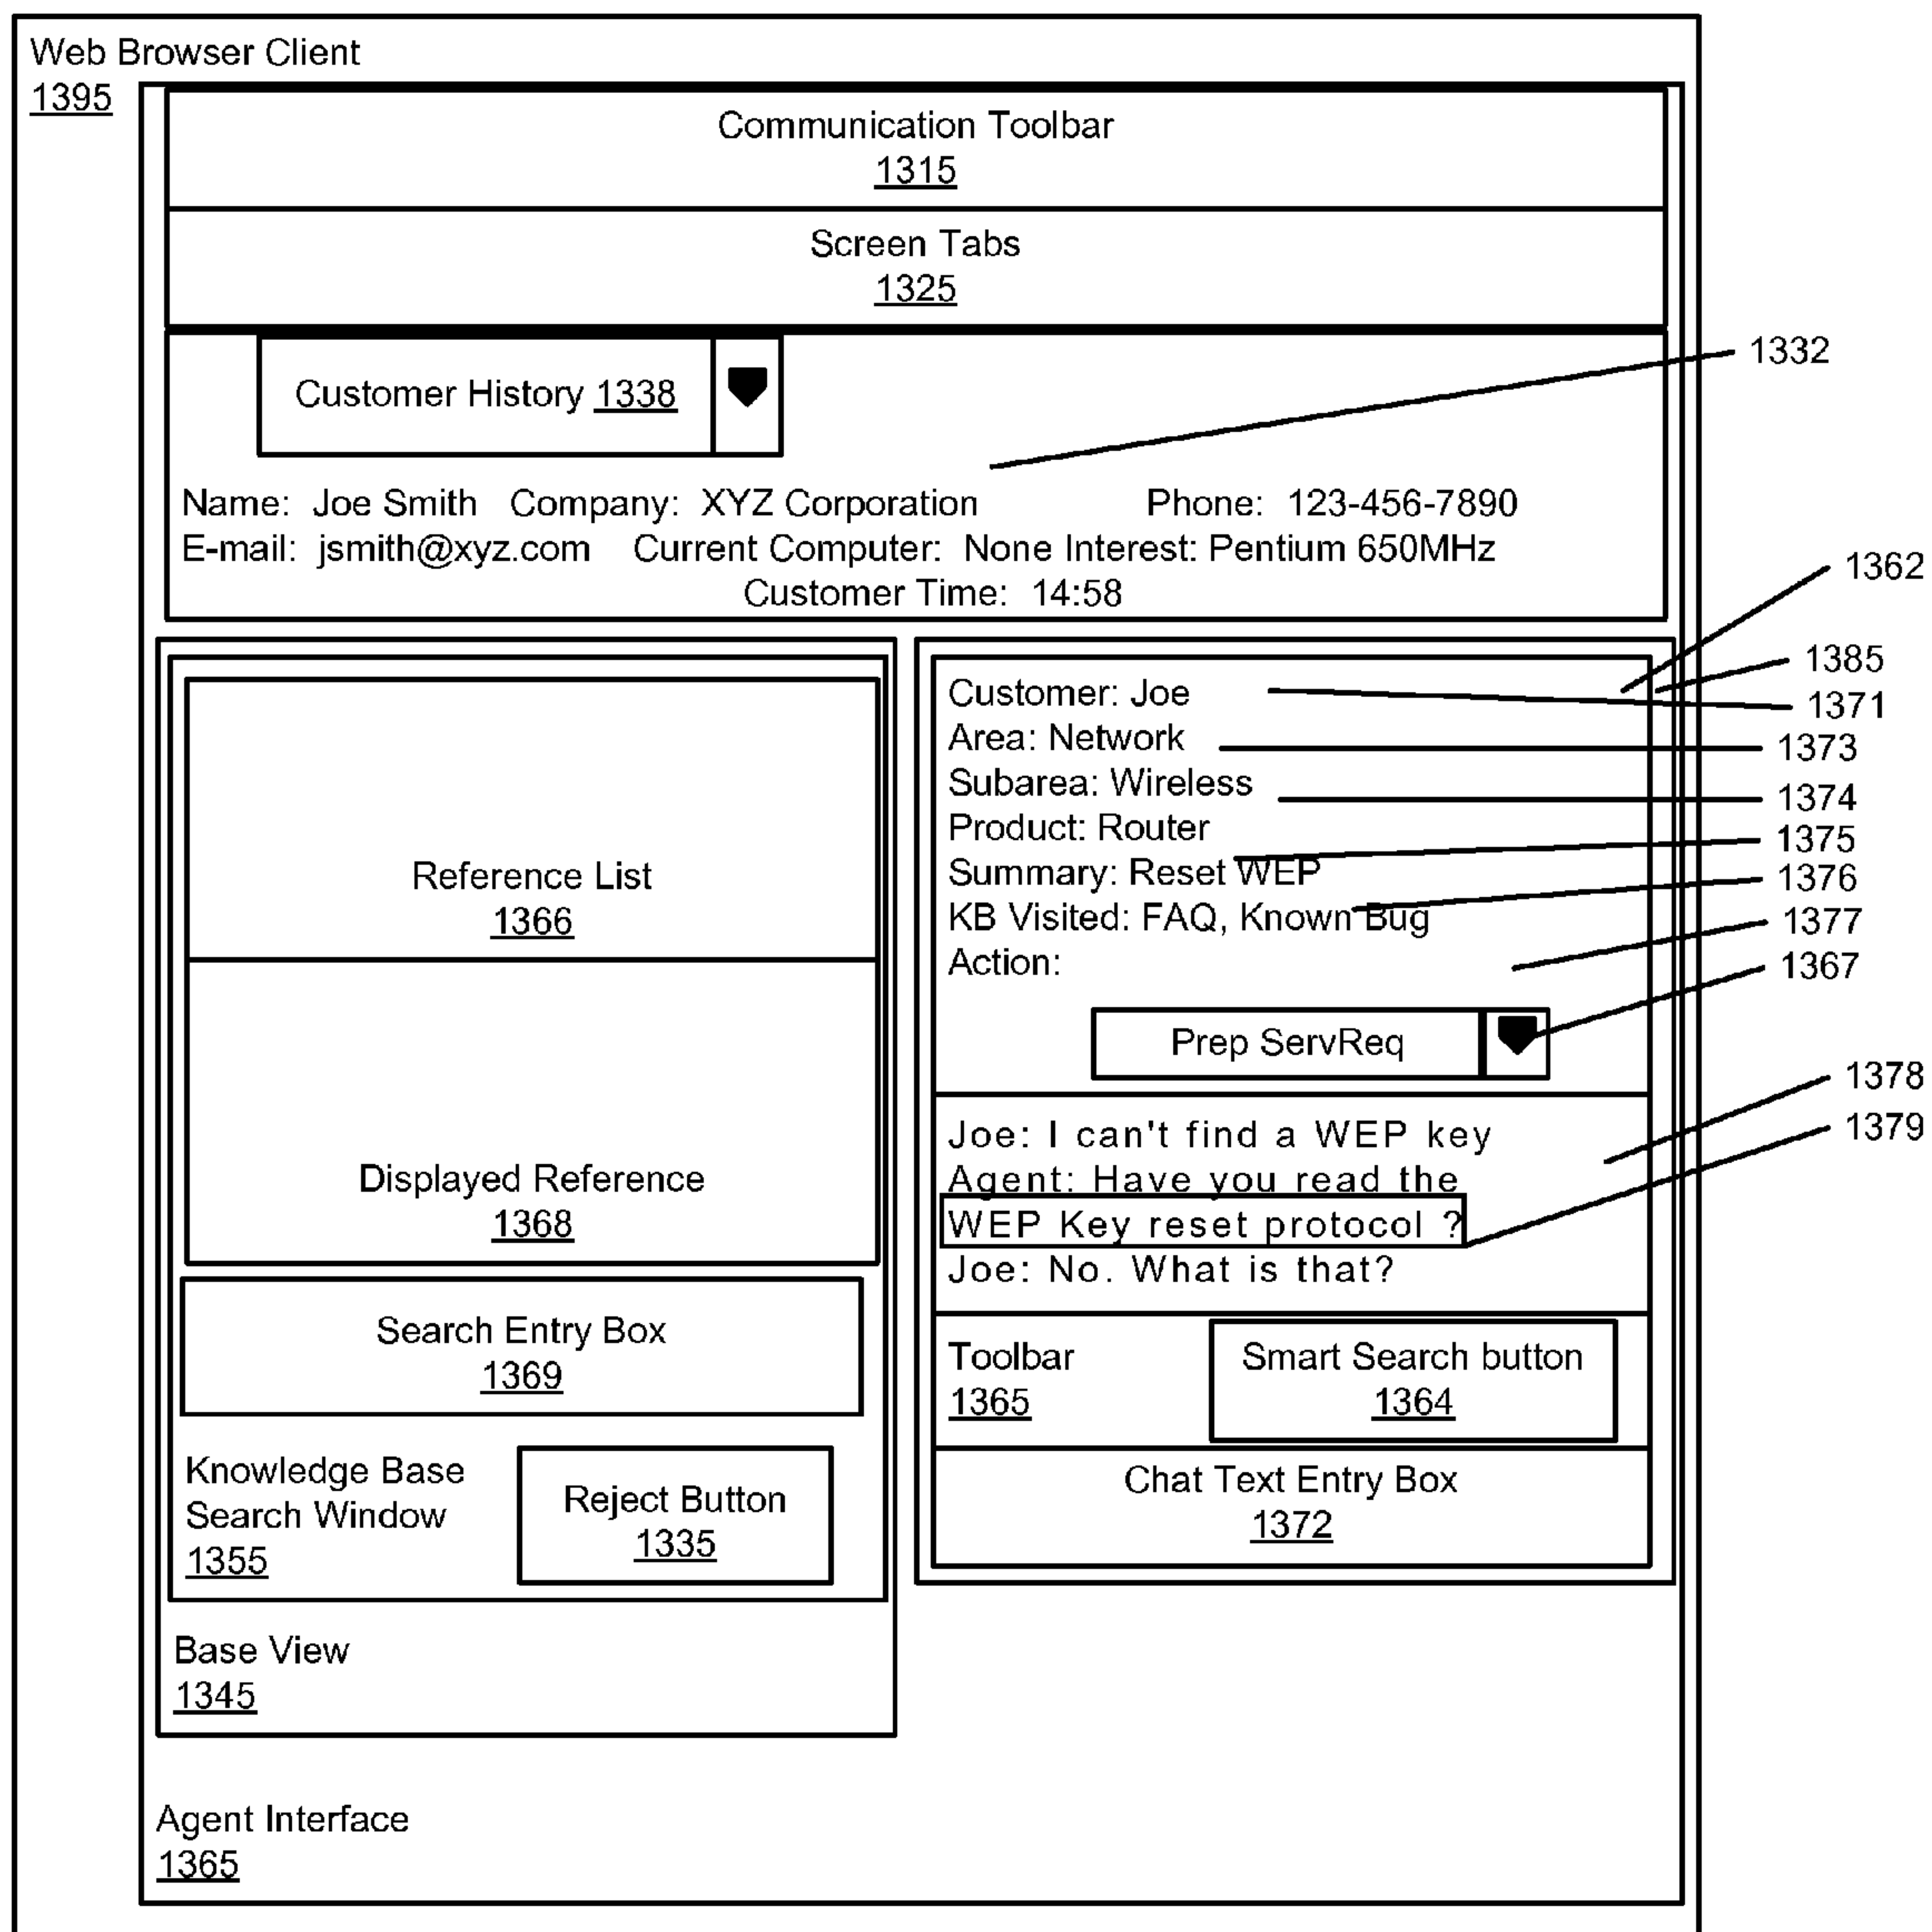 Web Browser Client
1395
Communication Toolbar
1315
Screen Tabs
1325
Customer History 1338
1332
Name: Joe Smith Company: XYZ Corporation Phone: 123-456-7890
E-mail: jsmith@xyz.com Current Computer: None Interest: Pentium 650MHz
Customer Time: 14:58
Reference List
1366
Displayed Reference
1368
Search Entry Box
1369
Knowledge Base
Search Window
1355
Reject Button
1335
Base View
1345
Customer: Joe
Area: Network
Subarea: Wireless
Product: Router
Summary: Reset WEP
KB Visited: FAQ, Known Bug
Action:
Prep ServReq
Joe: I can't find a WEP key
Agent: Have you read the
WEP Key reset protocol ?
Joe: No. What is that?
Toolbar
1365
Smart Search button
1364
Chat Text Entry Box
1372
1362
1385
1371
1373
1374
1375
1376
1377
1367
1378
1379
Agent Interface
1365